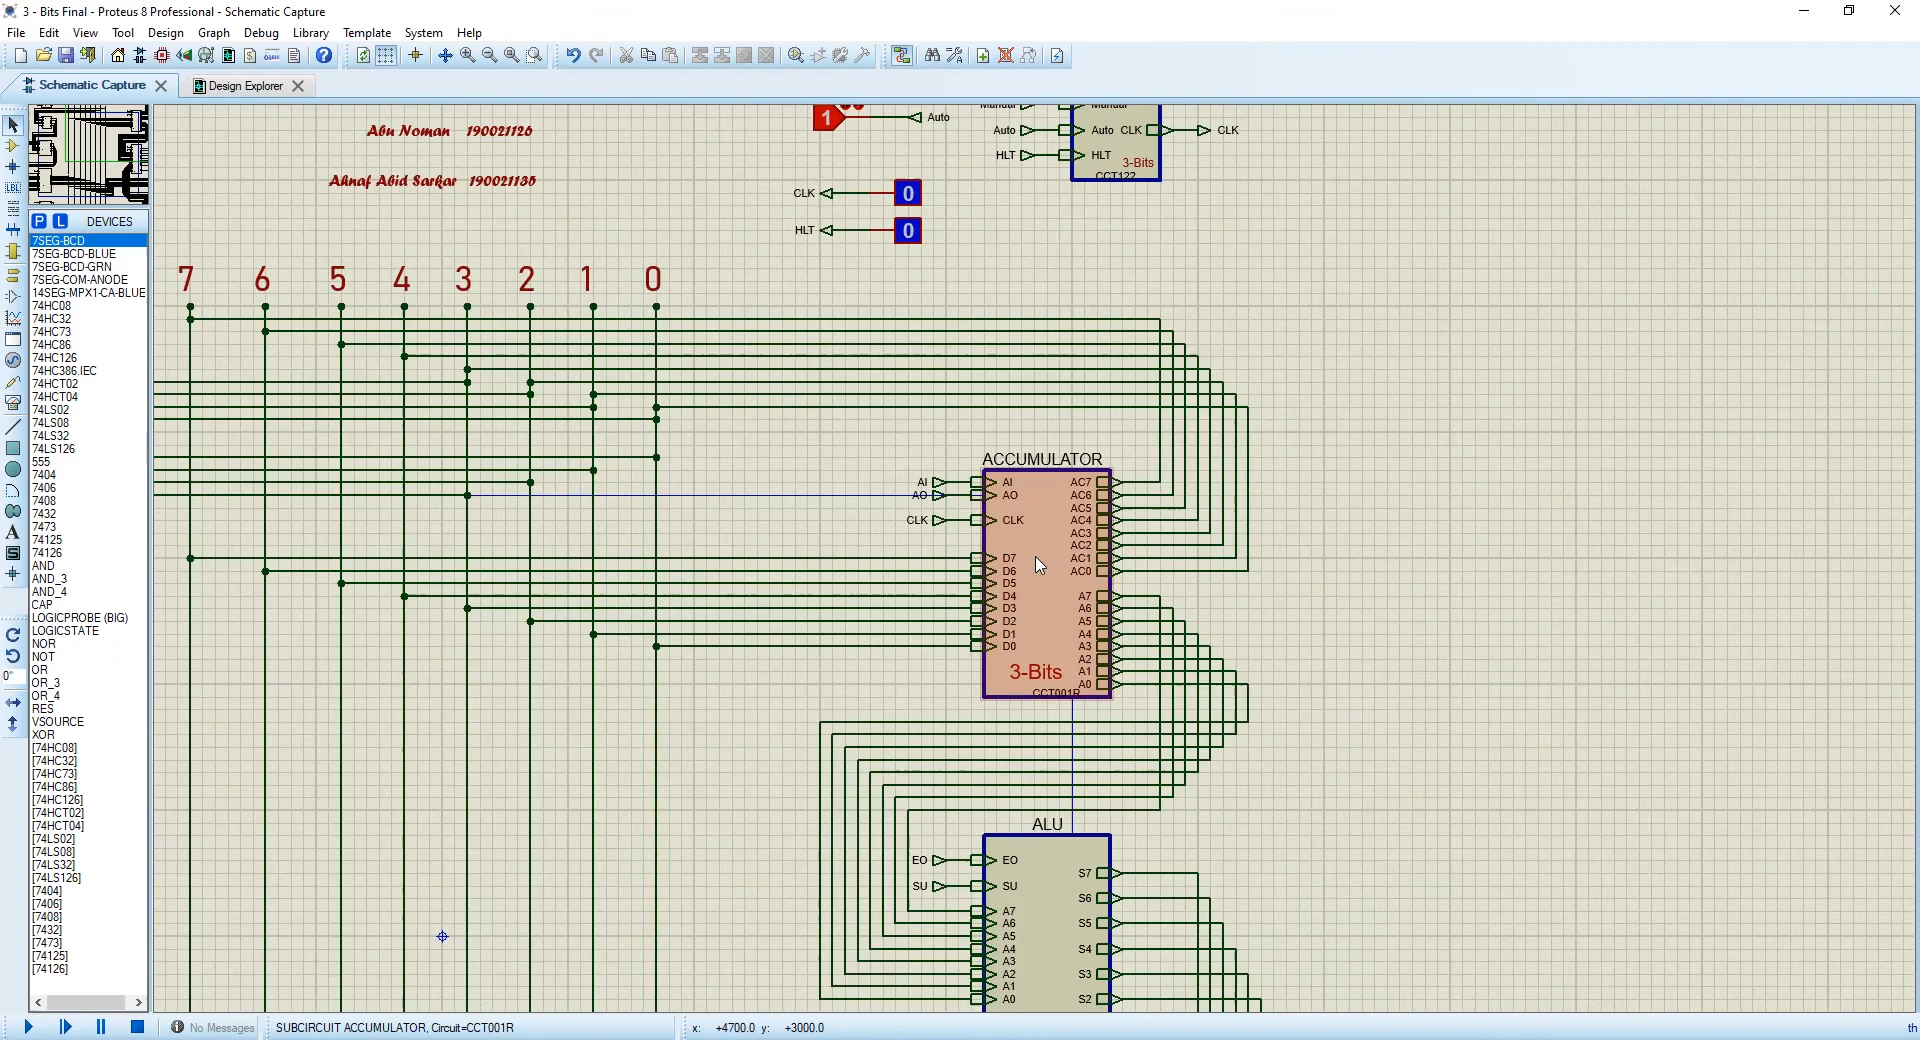 3 - Bits Final - Proteus 8 Professional - Schematic Capture
File Edit View Tool Design Graph Debug Library Template System Help
Schematic Capture
Design Explorer
LBL
P L DEVICES
7SEG-BCD
7SEG-BCD-BLUE
7SEG-BCD-GRN
7SEG-COM-ANODE
14SEG-MPX1-CA-BLUE
74HC08
74HC32
74HC73
74HC86
74HC126
74HC386.IEC
74HCT02
74HCT04
74LS02
74LS08
74LS32
74LS126
555
7404
7406
7408
7432
7473
74125
74126
AND
AND_3
AND_4
CAP
LOGICPROBE (BIG)
LOGICSTATE
NOR
NOT
OR
OR_3
OR_4
RES
VSOURCE
XOR
[74HC08]
[74HC32]
[74HC73]
[74HC86]
[74HC126]
[74HCT02]
[74HCT04]
[74LS02]
[74LS08]
[74LS32]
[74LS126]
[7404]
[7406]
[7408]
[7432]
[7473]
[74125]
[74126]
0°
Abu Noman 190021126
Ahnaf Abid Sarkar 190021135
1 Auto
Manual Manual
Auto Auto CLK CLK
HLT HLT
3-Bits
CCT122
CLK 0
HLT 0
7 6 5 4 3 2 1 0
ACCUMULATOR
AI AI AC7
AO AO AC6
AC5
CLK CLK AC4
AC3
AC2
D7 AC1
D6 AC0
D5
D4 A7
D3 A6
D2 A5
D1 A4
D0 A3
A2
3-Bits A1
A0
CCT001R
ALU
EO EO
S7
SU SU
S6
A7
A6 S5
A5
A4 S4
A3
A2 S3
A1
A0 S2
No Messages
SUBCIRCUIT ACCUMULATOR, Circuit=CCT001R
x: +4700.0 y: +3000.0
th